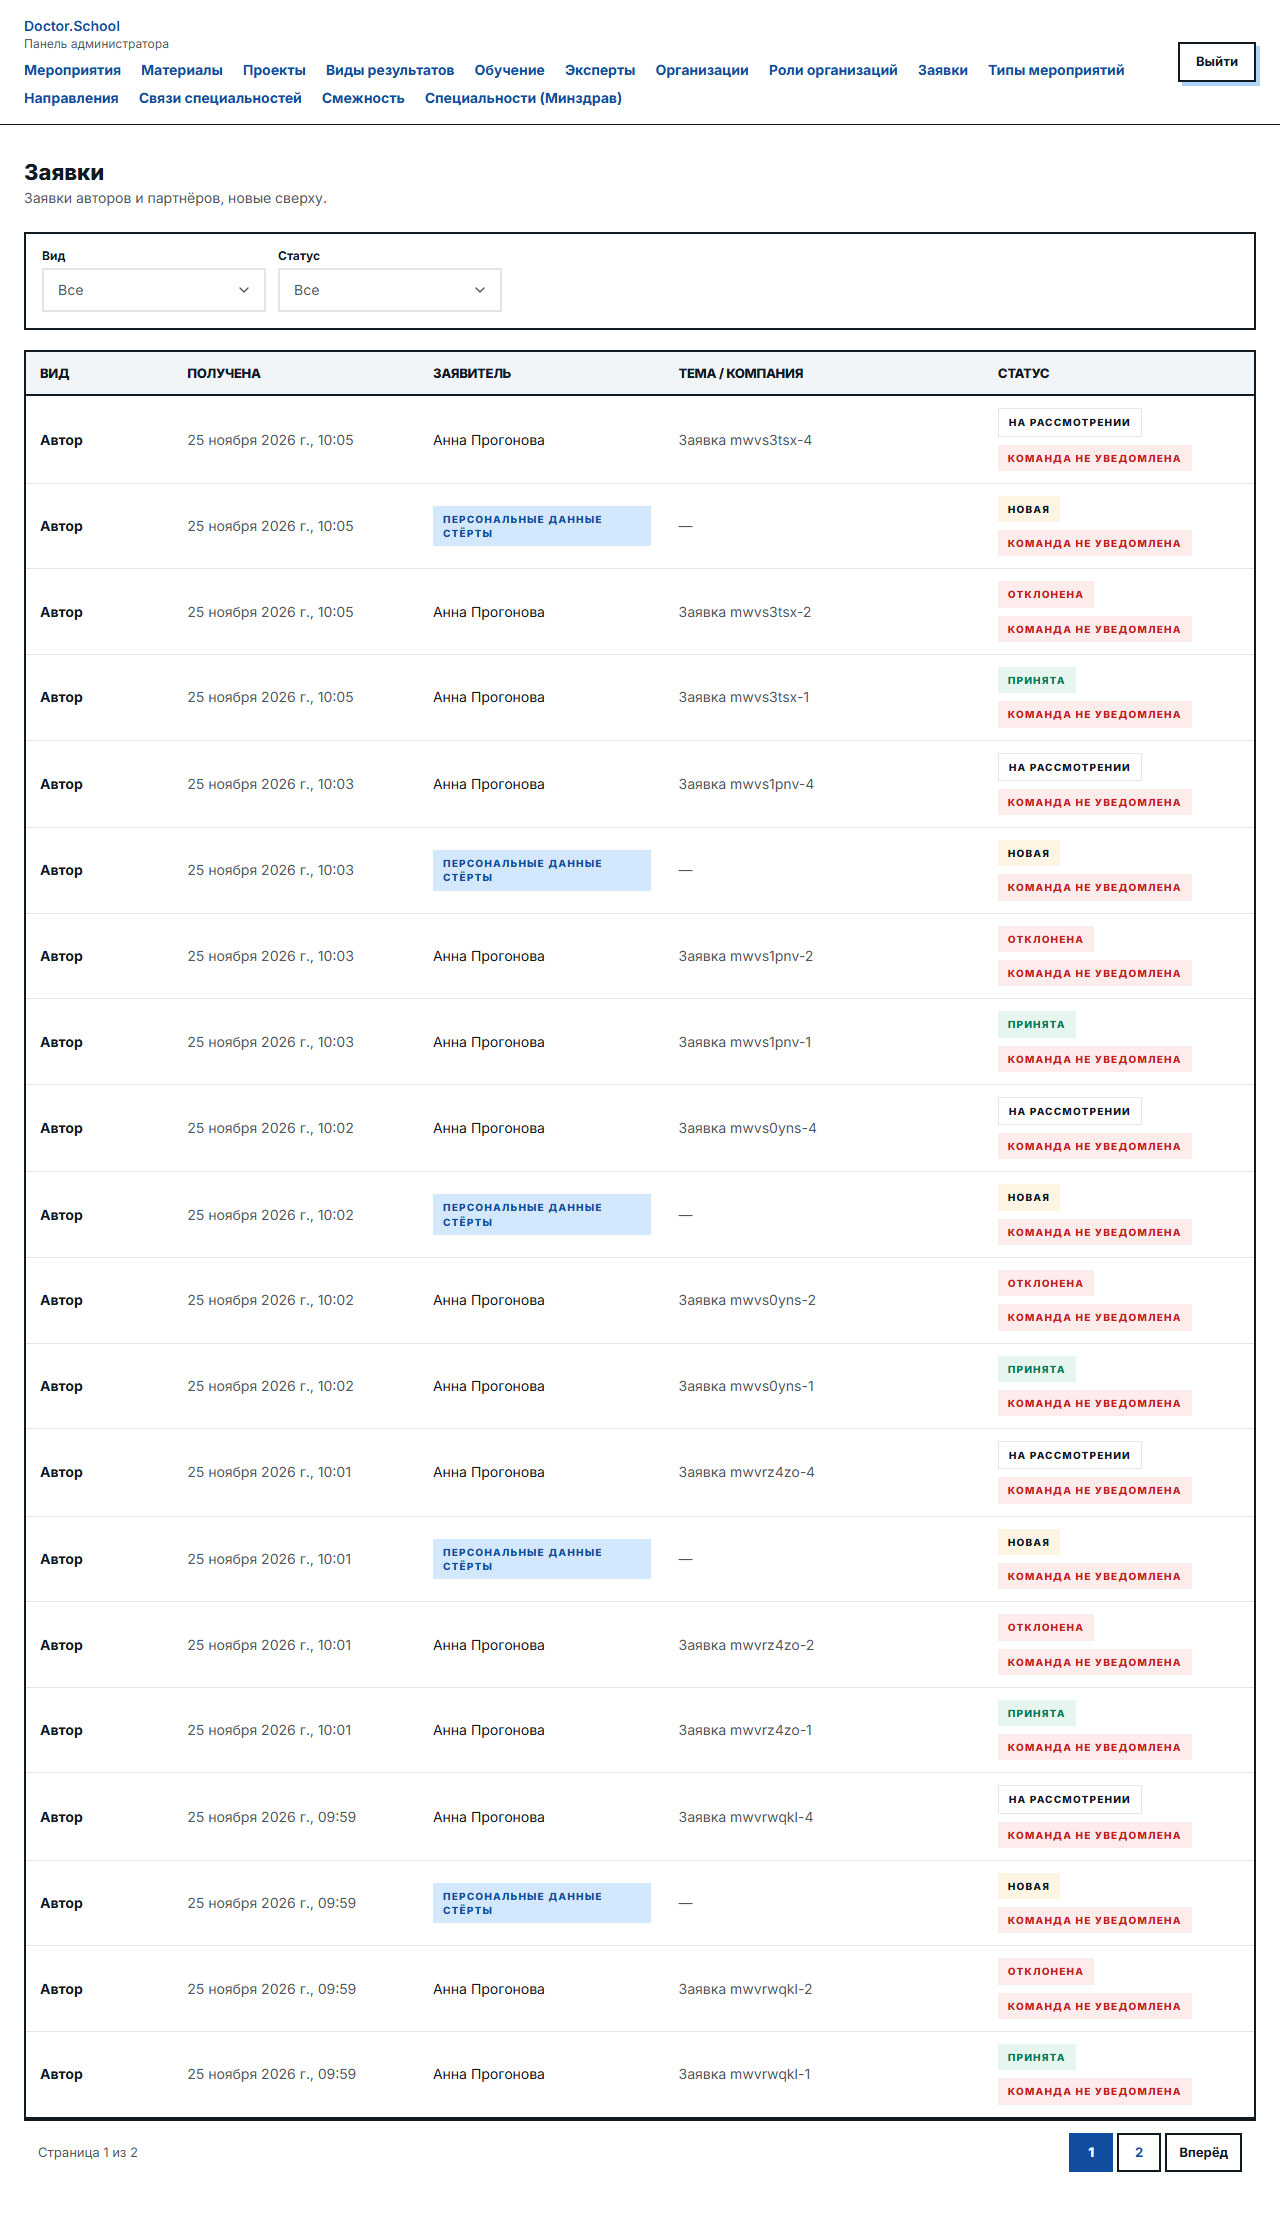 Doctor.School
Панель администратора
Мероприятия Материалы Проекты Виды результатов Обучение Эксперты Организации Роли организаций Заявки Типы мероприятий
Направления Связи специальностей Смежность Специальности (Минздрав)
Выйти
Заявки
Заявки авторов и партнёров, новые сверху.
Вид Статус
Все Все
ВИД ПОЛУЧЕНА ЗАЯВИТЕЛЬ ТЕМА / КОМПАНИЯ СТАТУС
Автор 25 ноября 2026 г., 10:05 Анна Прогонова Заявка mwvs3tsx-4 НА РАССМОТРЕНИИ
КОМАНДА НЕ УВЕДОМЛЕНА
Автор 25 ноября 2026 г., 10:05 ПЕРСОНАЛЬНЫЕ ДАННЫЕ СТЁРТЫ — НОВАЯ
КОМАНДА НЕ УВЕДОМЛЕНА
Автор 25 ноября 2026 г., 10:05 Анна Прогонова Заявка mwvs3tsx-2 ОТКЛОНЕНА
КОМАНДА НЕ УВЕДОМЛЕНА
Автор 25 ноября 2026 г., 10:05 Анна Прогонова Заявка mwvs3tsx-1 ПРИНЯТА
КОМАНДА НЕ УВЕДОМЛЕНА
Автор 25 ноября 2026 г., 10:03 Анна Прогонова Заявка mwvs1pnv-4 НА РАССМОТРЕНИИ
КОМАНДА НЕ УВЕДОМЛЕНА
Автор 25 ноября 2026 г., 10:03 ПЕРСОНАЛЬНЫЕ ДАННЫЕ СТЁРТЫ — НОВАЯ
КОМАНДА НЕ УВЕДОМЛЕНА
Автор 25 ноября 2026 г., 10:03 Анна Прогонова Заявка mwvs1pnv-2 ОТКЛОНЕНА
КОМАНДА НЕ УВЕДОМЛЕНА
Автор 25 ноября 2026 г., 10:03 Анна Прогонова Заявка mwvs1pnv-1 ПРИНЯТА
КОМАНДА НЕ УВЕДОМЛЕНА
Автор 25 ноября 2026 г., 10:02 Анна Прогонова Заявка mwvs0yns-4 НА РАССМОТРЕНИИ
КОМАНДА НЕ УВЕДОМЛЕНА
Автор 25 ноября 2026 г., 10:02 ПЕРСОНАЛЬНЫЕ ДАННЫЕ СТЁРТЫ — НОВАЯ
КОМАНДА НЕ УВЕДОМЛЕНА
Автор 25 ноября 2026 г., 10:02 Анна Прогонова Заявка mwvs0yns-2 ОТКЛОНЕНА
КОМАНДА НЕ УВЕДОМЛЕНА
Автор 25 ноября 2026 г., 10:02 Анна Прогонова Заявка mwvs0yns-1 ПРИНЯТА
КОМАНДА НЕ УВЕДОМЛЕНА
Автор 25 ноября 2026 г., 10:01 Анна Прогонова Заявка mwvrz4zo-4 НА РАССМОТРЕНИИ
КОМАНДА НЕ УВЕДОМЛЕНА
Автор 25 ноября 2026 г., 10:01 ПЕРСОНАЛЬНЫЕ ДАННЫЕ СТЁРТЫ — НОВАЯ
КОМАНДА НЕ УВЕДОМЛЕНА
Автор 25 ноября 2026 г., 10:01 Анна Прогонова Заявка mwvrz4zo-2 ОТКЛОНЕНА
КОМАНДА НЕ УВЕДОМЛЕНА
Автор 25 ноября 2026 г., 10:01 Анна Прогонова Заявка mwvrz4zo-1 ПРИНЯТА
КОМАНДА НЕ УВЕДОМЛЕНА
Автор 25 ноября 2026 г., 09:59 Анна Прогонова Заявка mwvrwqkl-4 НА РАССМОТРЕНИИ
КОМАНДА НЕ УВЕДОМЛЕНА
Автор 25 ноября 2026 г., 09:59 ПЕРСОНАЛЬНЫЕ ДАННЫЕ СТЁРТЫ — НОВАЯ
КОМАНДА НЕ УВЕДОМЛЕНА
Автор 25 ноября 2026 г., 09:59 Анна Прогонова Заявка mwvrwqkl-2 ОТКЛОНЕНА
КОМАНДА НЕ УВЕДОМЛЕНА
Автор 25 ноября 2026 г., 09:59 Анна Прогонова Заявка mwvrwqkl-1 ПРИНЯТА
КОМАНДА НЕ УВЕДОМЛЕНА
Страница 1 из 2 1 2 Вперёд